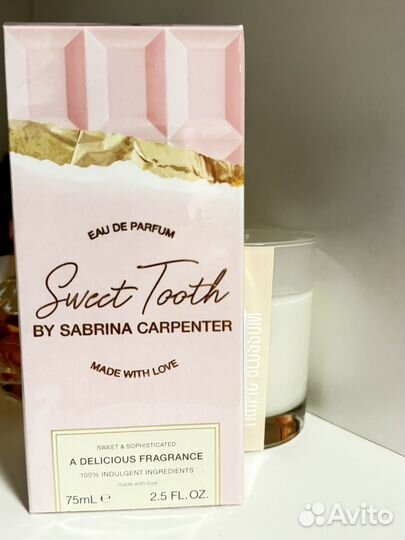 EAU DE PARFUM
Sweet Tooth
BY SABRINA CARPENTER
MADE WITH LOVE
SWEET & SOPHISTICATED
A DELICIOUS FRAGRANCE
100% INDULGENT INGREDIENTS
made with love
75mL ℮ 2.5 FL.OZ.
TROPIC BLOSSOM
Avito